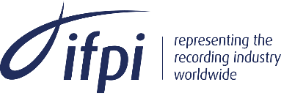 ifpi
representing the
recording industry
worldwide